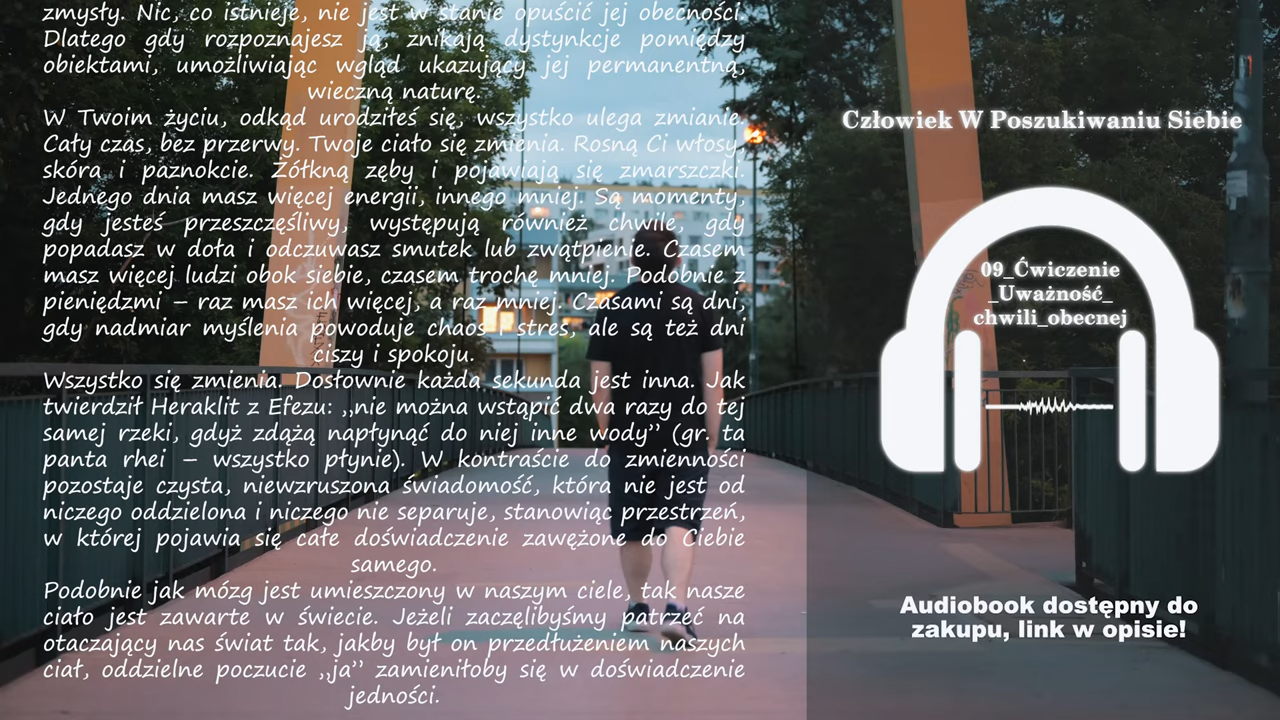 zmysły. Nic, co istnieje, nie jest w stanie opuścić jej obecności.
Dlatego gdy rozpoznajesz ją, znikają dystynkcje pomiędzy
obiektami, umożliwiając wgląd ukazujący jej permanentną,
wieczną naturę.
W Twoim życiu, odkąd urodziłeś się, wszystko ulega zmianie.
Cały czas, bez przerwy. Twoje ciało się zmienia. Rosną Ci włosy,
skóra i paznokcie. Żółkną zęby i pojawiają się zmarszczki.
Jednego dnia masz więcej energii, innego mniej. Są momenty,
gdy jesteś przeszczęśliwy, występują również chwile, gdy
popadasz w doła i odczuwasz smutek lub zwątpienie. Czasem
masz więcej ludzi obok siebie, czasem trochę mniej. Podobnie z
pieniędzmi – raz masz ich więcej, a raz mniej. Czasami są dni,
gdy nadmiar myślenia powoduje chaos i stres, ale są też dni
ciszy i spokoju.
Wszystko się zmienia. Dosłownie każda sekunda jest inna. Jak
twierdził Heraklit z Efezu: ,,nie można wstąpić dwa razy do tej
samej rzeki, gdyż zdążą napłynąć do niej inne wody” (gr. ta
panta rhei – wszystko płynie). W kontraście do zmienności
pozostaje czysta, niewzruszona świadomość, która nie jest od
niczego oddzielona i niczego nie separuje, stanowiąc przestrzeń,
w której pojawia się całe doświadczenie zawężone do Ciebie
samego.
Podobnie jak mózg jest umieszczony w naszym ciele, tak nasze
ciało jest zawarte w świecie. Jeżeli zaczęlibyśmy patrzeć na
otaczający nas świat tak, jakby był on przedłużeniem naszych
ciał, oddzielne poczucie ,,ja” zamieniłoby się w doświadczenie
jedności.
Człowiek W Poszukiwaniu Siebie
09_Ćwiczenie
_Uważność_
chwili_obecnej
Audiobook dostępny do
zakupu, link w opisie!